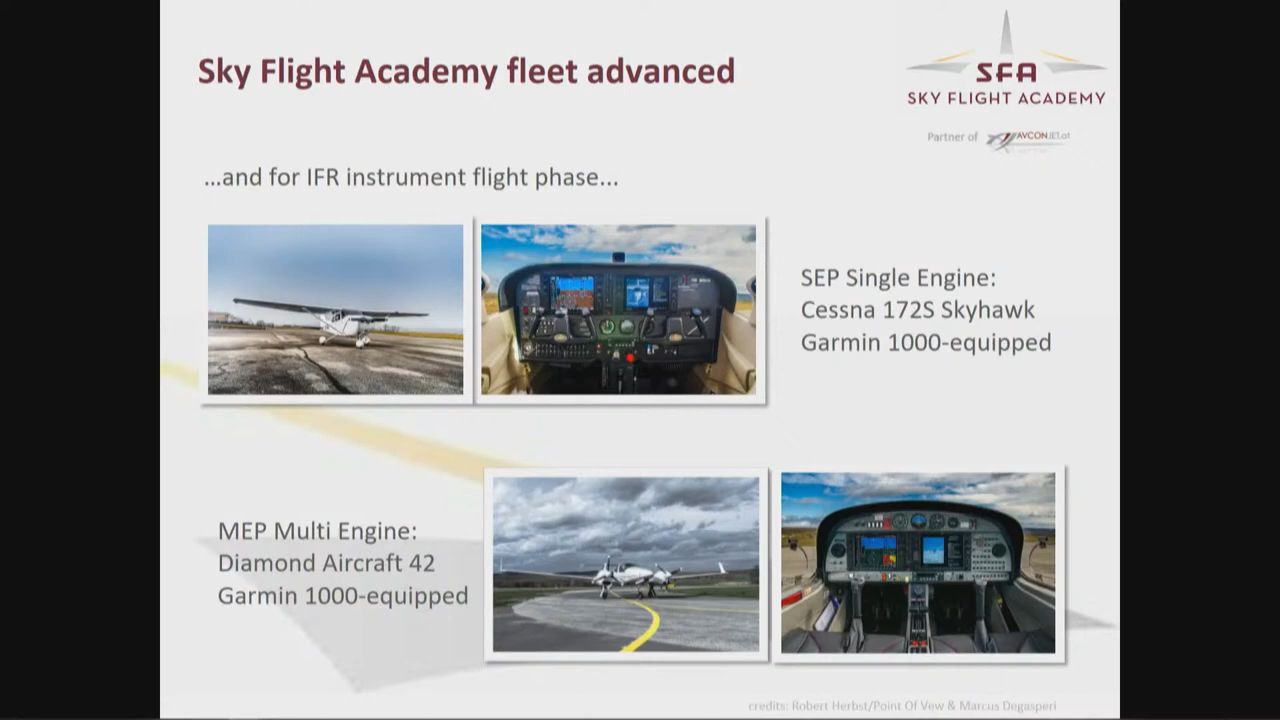 Sky Flight Academy fleet advanced
SFA
SKY FLIGHT ACADEMY
Partner of AVCONJET.at
...and for IFR instrument flight phase...
SEP Single Engine:
Cessna 172S Skyhawk
Garmin 1000-equipped
MEP Multi Engine:
Diamond Aircraft 42
Garmin 1000-equipped
credits: Robert Herbst/Point Of Vew & Marcus Degasperi